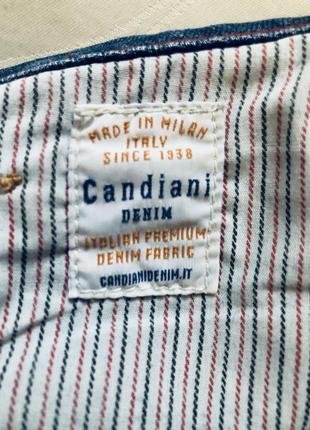 MADE IN MILAN
ITALY
SINCE 1938
Candiani
DENIM
ITALIAN PREMIUM
DENIM FABRIC
CANDIANIDENIM.IT